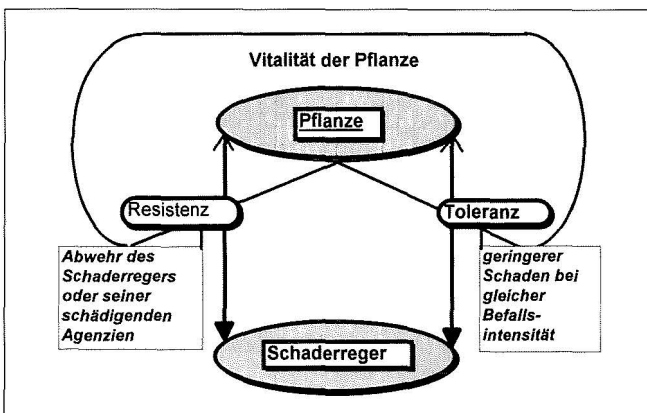 Vitalität der Pflanze
Pflanze
Resistenz
Toleranz
Abwehr des
Schaderregers
oder seiner
schädigenden
Agenzien
geringerer
Schaden bei
gleicher
Befalls-
intensität
Schaderreger